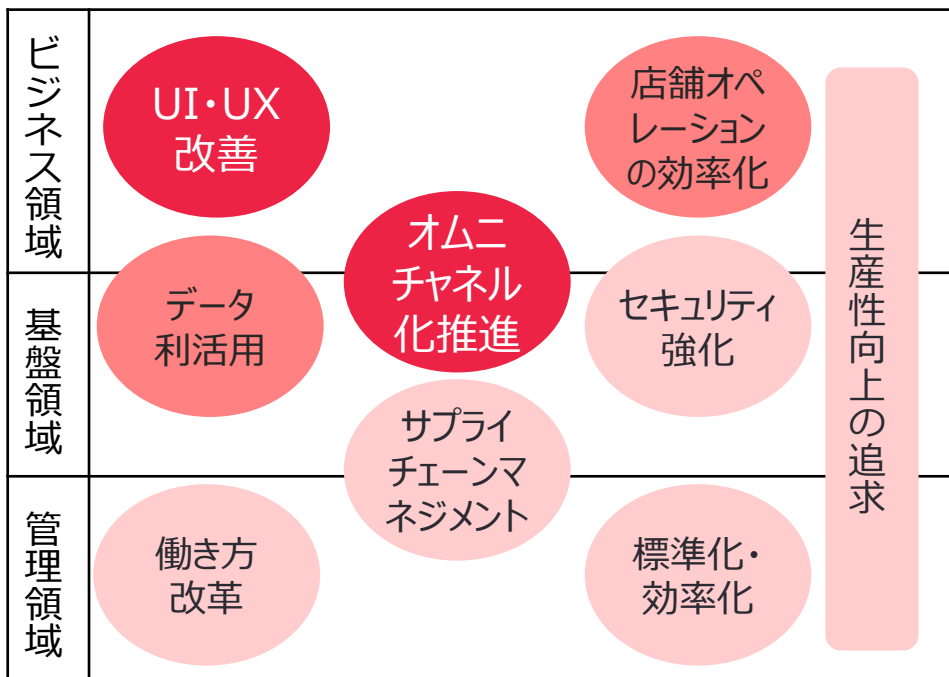 ビジネス領域
UI・UX
改善
店舗オペ
レーション
の効率化
オムニ
チャネル
化推進
生産性向上の追求
基盤領域
データ
利活用
セキュリティ
強化
サプライ
チェーンマ
ネジメント
管理領域
働き方
改革
標準化・
効率化